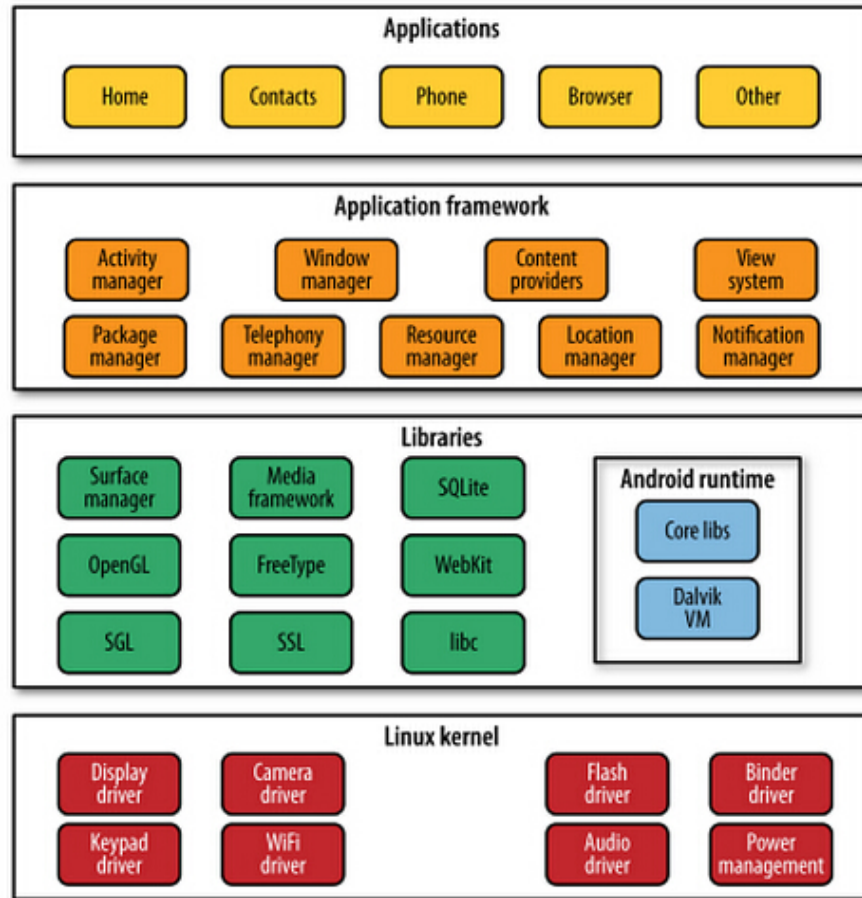 Applications
Home Contacts Phone Browser Other
Application framework
Activity manager
Window manager
Content providers
View system
Package manager
Telephony manager
Resource manager
Location manager
Notification manager
Libraries
Surface manager
Media framework
SQLite
Android runtime
Core libs
OpenGL
FreeType
WebKit
Dalvik VM
SGL
SSL
libc
Linux kernel
Display driver
Camera driver
Flash driver
Binder driver
Keypad driver
WiFi driver
Audio driver
Power management